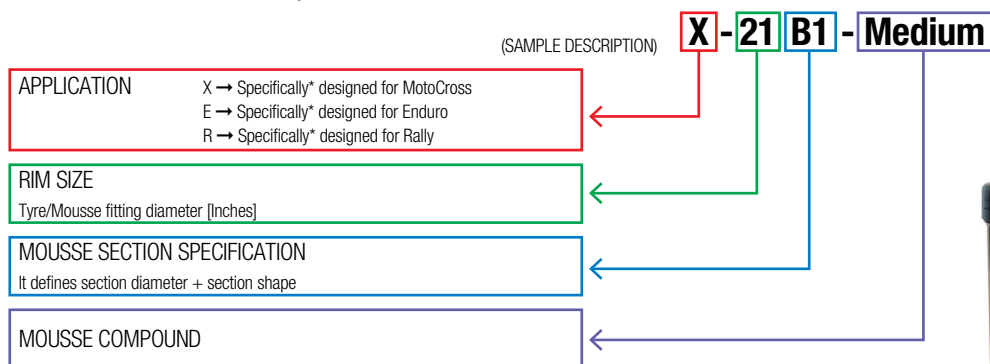 (SAMPLE DESCRIPTION) X - 21 B1 - Medium
APPLICATION
X → Specifically* designed for MotoCross
E → Specifically* designed for Enduro
R → Specifically* designed for Rally
RIM SIZE
Tyre/Mousse fitting diameter [Inches]
MOUSSE SECTION SPECIFICATION
It defines section diameter + section shape
MOUSSE COMPOUND